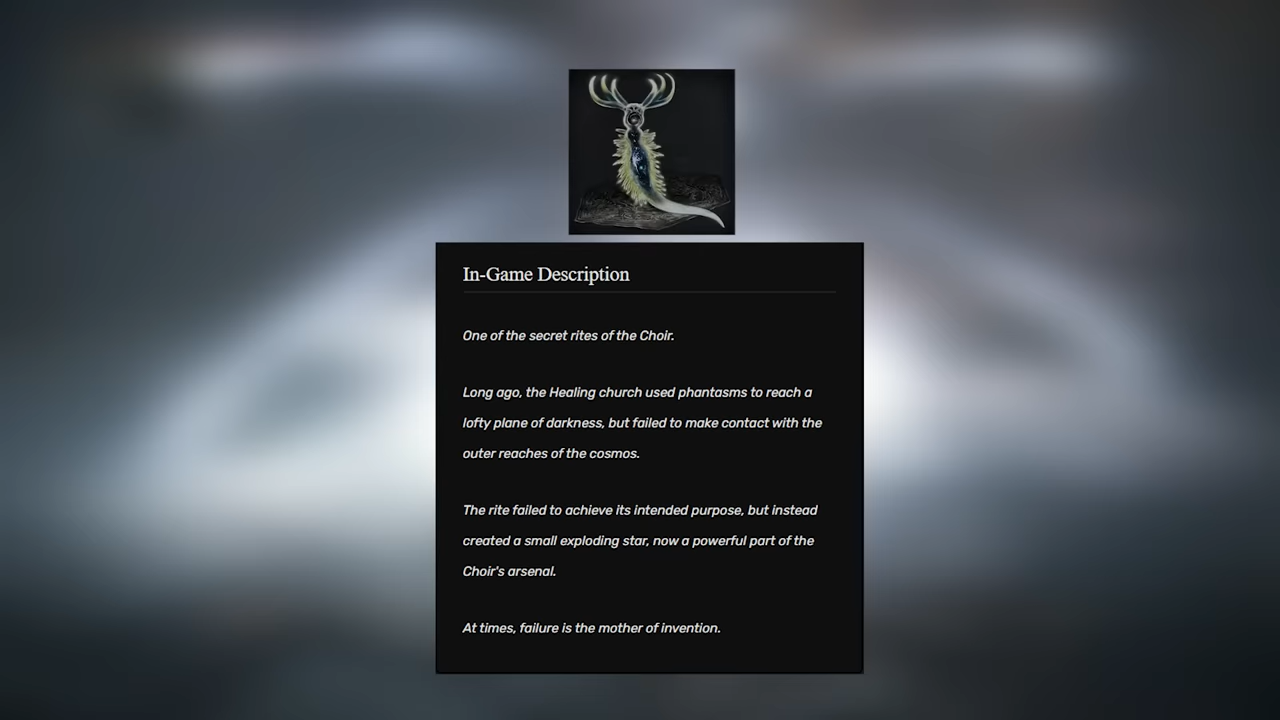 In-Game Description
One of the secret rites of the Choir.
Long ago, the Healing church used phantasms to reach a
lofty plane of darkness, but failed to make contact with the
outer reaches of the cosmos.
The rite failed to achieve its intended purpose, but instead
created a small exploding star, now a powerful part of the
Choir's arsenal.
At times, failure is the mother of invention.